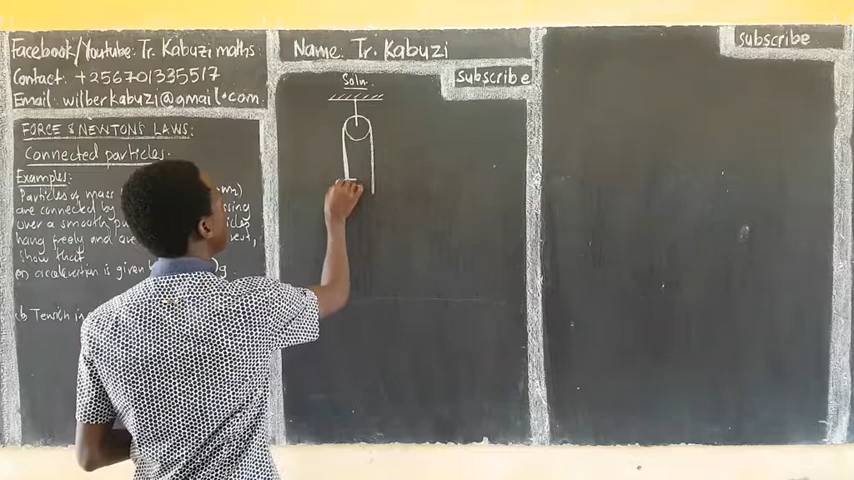 Facebook/Youtube: Tr. Kabuzi maths
Contact: +256701335517
Email: wilberkabuzi@gmail.com
FORCE & NEWTONS LAWS:
Connected particles.
Examples:
Particles of mass
are connected by
over a smooth
hang freely and are
show that
(a) acceleration is given g
(b) Tension in
Name: Tr. Kabuzi
Soln.
subscribe
subscribe